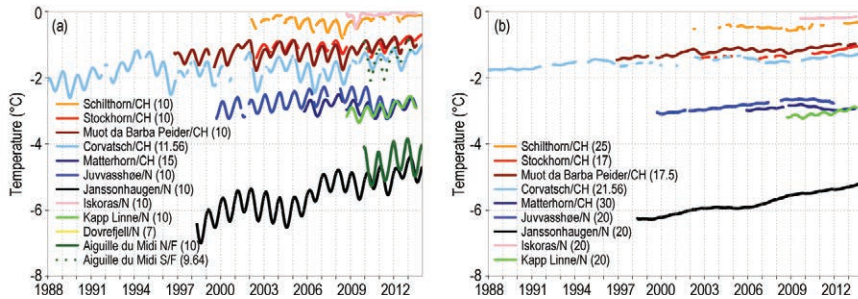 (a)
Temperature (°C)
0
-2
-4
-6
-8
Schilthorn/CH (10)
Stockhorn/CH (10)
Muot da Barba Peider/CH (10)
Corvatsch/CH (11.56)
Matterhorn/CH (15)
Juvvasshøe/N (10)
Janssonhaugen/N (10)
Iskoras/N (10)
Kapp Linne/N (10)
Dovrefjell/N (7)
Aiguille du Midi N/F (10)
Aiguille du Midi S/F (9.64)
1988 1991 1994 1997 2000 2003 2006 2009 2012
(b)
Temperature (°C)
0
-2
-4
-6
-8
Schilthorn/CH (25)
Stockhorn/CH (17)
Muot da Barba Peider/CH (17.5)
Corvatsch/CH (21.56)
Matterhorn/CH (30)
Juvvasshøe/N (20)
Janssonhaugen/N (20)
Iskoras/N (20)
Kapp Linne/N (20)
1988 1991 1994 1997 2000 2003 2006 2009 2012